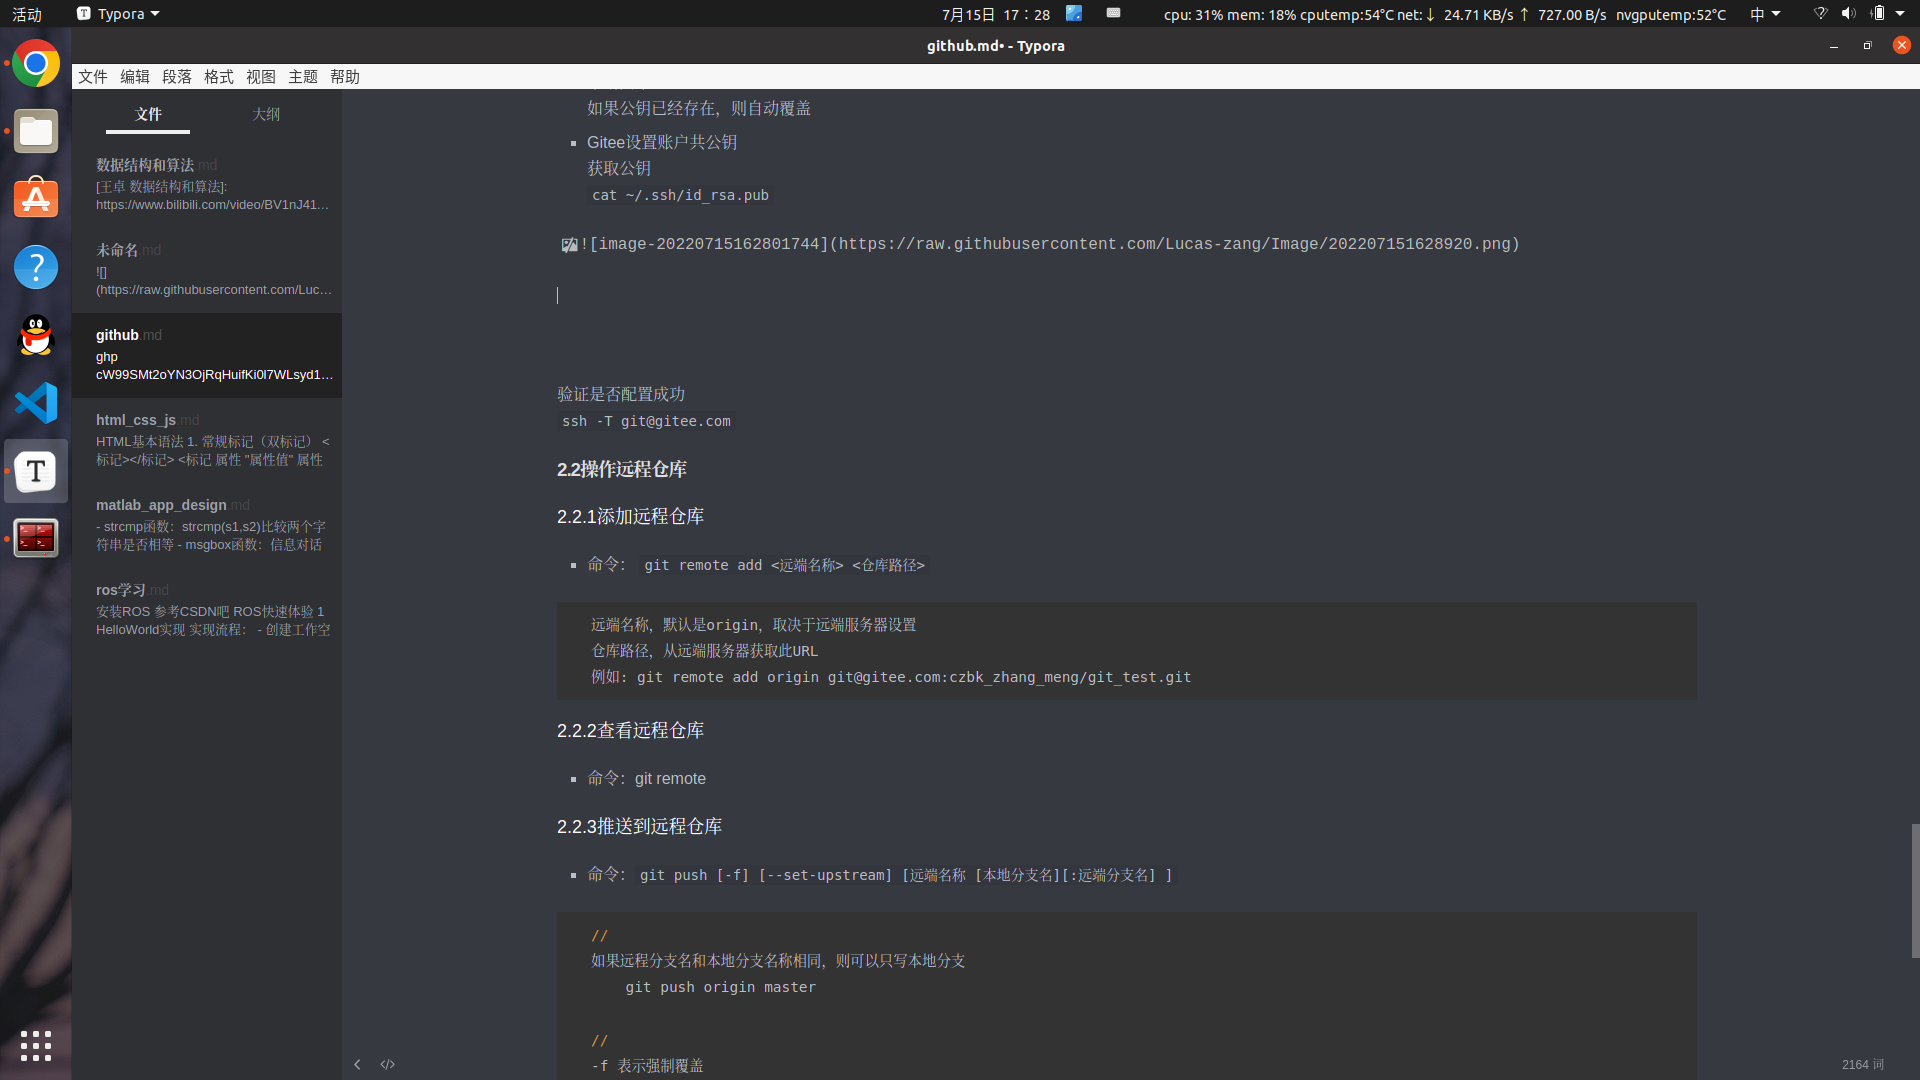 活动 Typora 7月15日 17：28 cpu: 31% mem: 18% cputemp:54°C net:↓ 24.71 KB/s ↑ 727.00 B/s nvgputemp:52°C 中
github.md• - Typora
文件 编辑 段落 格式 视图 主题 帮助
文件 大纲
数据结构和算法.md
[王卓 数据结构和算法]:
https://www.bilibili.com/video/BV1nJ41...
未命名.md
![]
(https://raw.githubusercontent.com/Luc...
github.md
ghp
cW99SMt2oYN3OjRqHuifKi0l7WLsyd1...
html_css_js.md
HTML基本语法 1. 常规标记（双标记） <
标记></标记> <标记 属性 "属性值" 属性
matlab_app_design.md
- strcmp函数：strcmp(s1,s2)比较两个字
符串是否相等 - msgbox函数：信息对话
ros学习.md
安装ROS 参考CSDN吧 ROS快速体验 1
HelloWorld实现 实现流程： - 创建工作空
如果公钥已经存在，则自动覆盖
Gitee设置账户共公钥
获取公钥
cat ~/.ssh/id_rsa.pub
![image-20220715162801744](https://raw.githubusercontent.com/Lucas-zang/Image/202207151628920.png)
验证是否配置成功
ssh -T git@gitee.com
2.2操作远程仓库
2.2.1添加远程仓库
命令： git remote add <远端名称> <仓库路径>
远端名称，默认是origin，取决于远端服务器设置
仓库路径，从远端服务器获取此URL
例如: git remote add origin git@gitee.com:czbk_zhang_meng/git_test.git
2.2.2查看远程仓库
命令：git remote
2.2.3推送到远程仓库
命令： git push [-f] [--set-upstream] [远端名称 [本地分支名][:远端分支名] ]
//
如果远程分支名和本地分支名称相同，则可以只写本地分支
git push origin master
//
-f 表示强制覆盖
2164 词